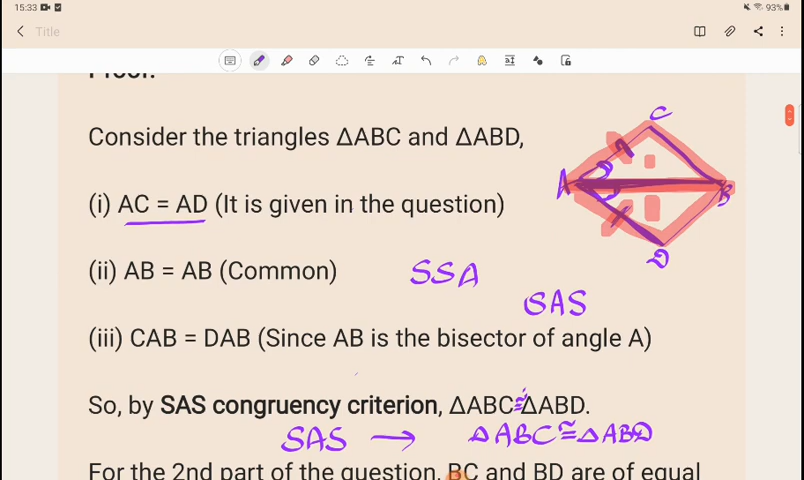 15:33 93%
Title
Proof:
Consider the triangles ΔABC and ΔABD,
C
A
B
D
(i) AC = AD (It is given in the question)
(ii) AB = AB (Common)
SSA
SAS
(iii) CAB = DAB (Since AB is the bisector of angle A)
So, by SAS congruency criterion, ΔABC≅ΔABD.
SAS → ΔABC≅ΔABD
For the 2nd part of the question, BC and BD are of equal